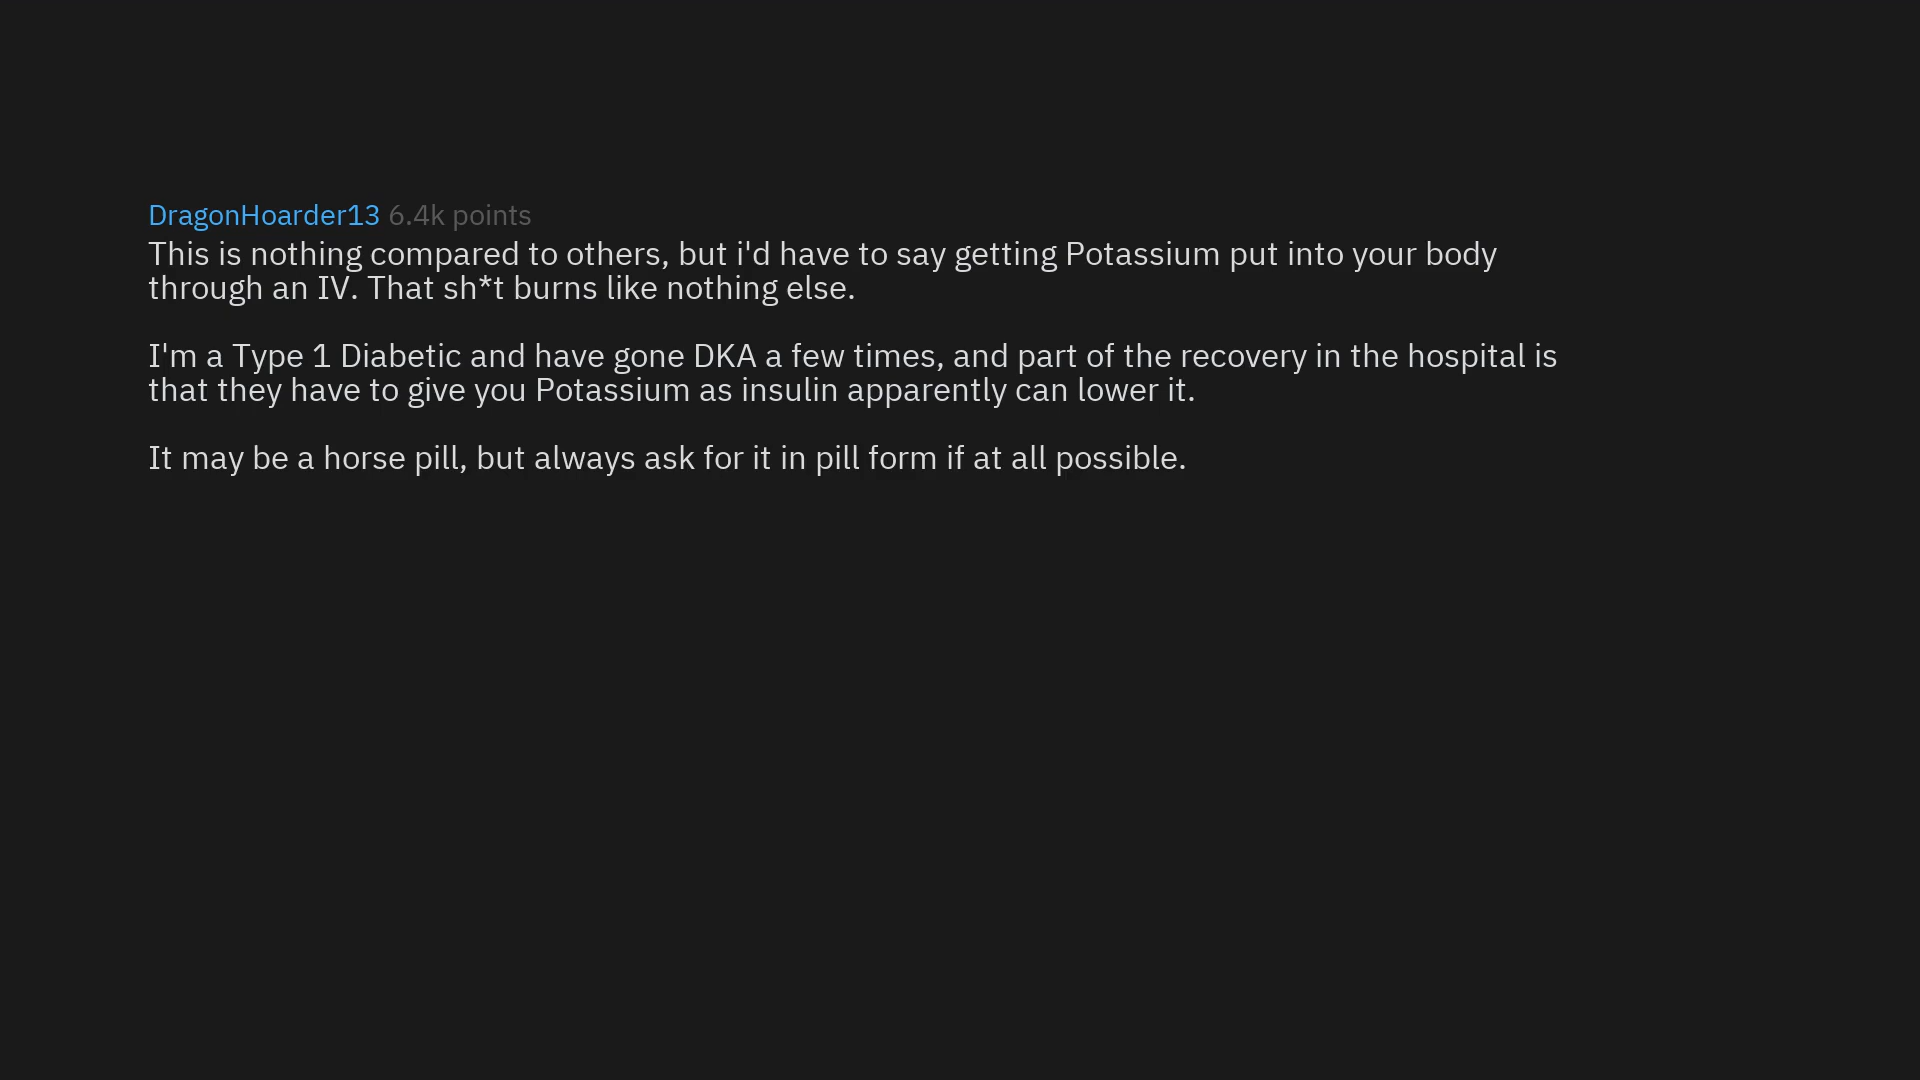 DragonHoarder13 6.4k points
This is nothing compared to others, but i'd have to say getting Potassium put into your body
through an IV. That sh*t burns like nothing else.
I'm a Type 1 Diabetic and have gone DKA a few times, and part of the recovery in the hospital is
that they have to give you Potassium as insulin apparently can lower it.
It may be a horse pill, but always ask for it in pill form if at all possible.